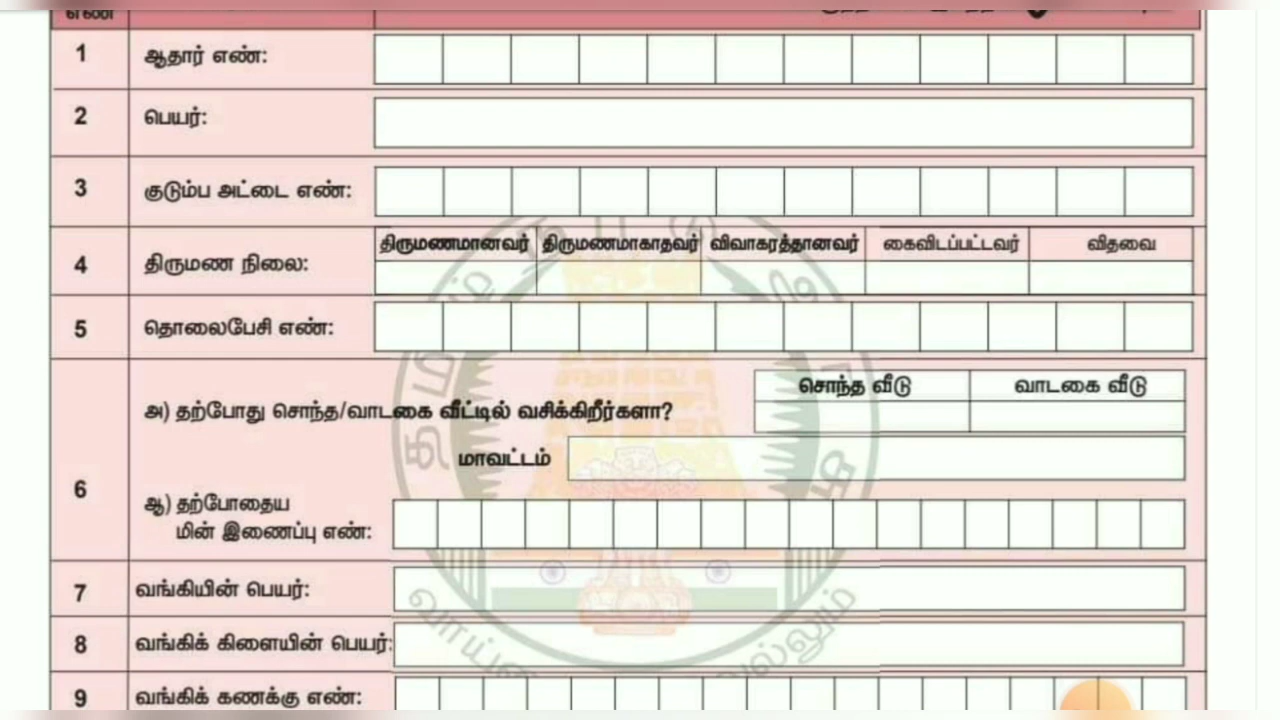 எண்
1 ஆதார் எண்:
2 பெயர்:
3 குடும்ப அட்டை எண்:
4 திருமண நிலை: திருமணமானவர் திருமணமாகாதவர் விவாகரத்தானவர் கைவிடப்பட்டவர் விதவை
5 தொலைபேசி எண்:
6
அ) தற்போது சொந்த/வாடகை வீட்டில் வசிக்கிறீர்களா? சொந்த வீடு வாடகை வீடு
மாவட்டம்
ஆ) தற்போதைய
மின் இணைப்பு எண்:
7 வங்கியின் பெயர்:
8 வங்கிக் கிளையின் பெயர்:
9 வங்கிக் கணக்கு எண்: